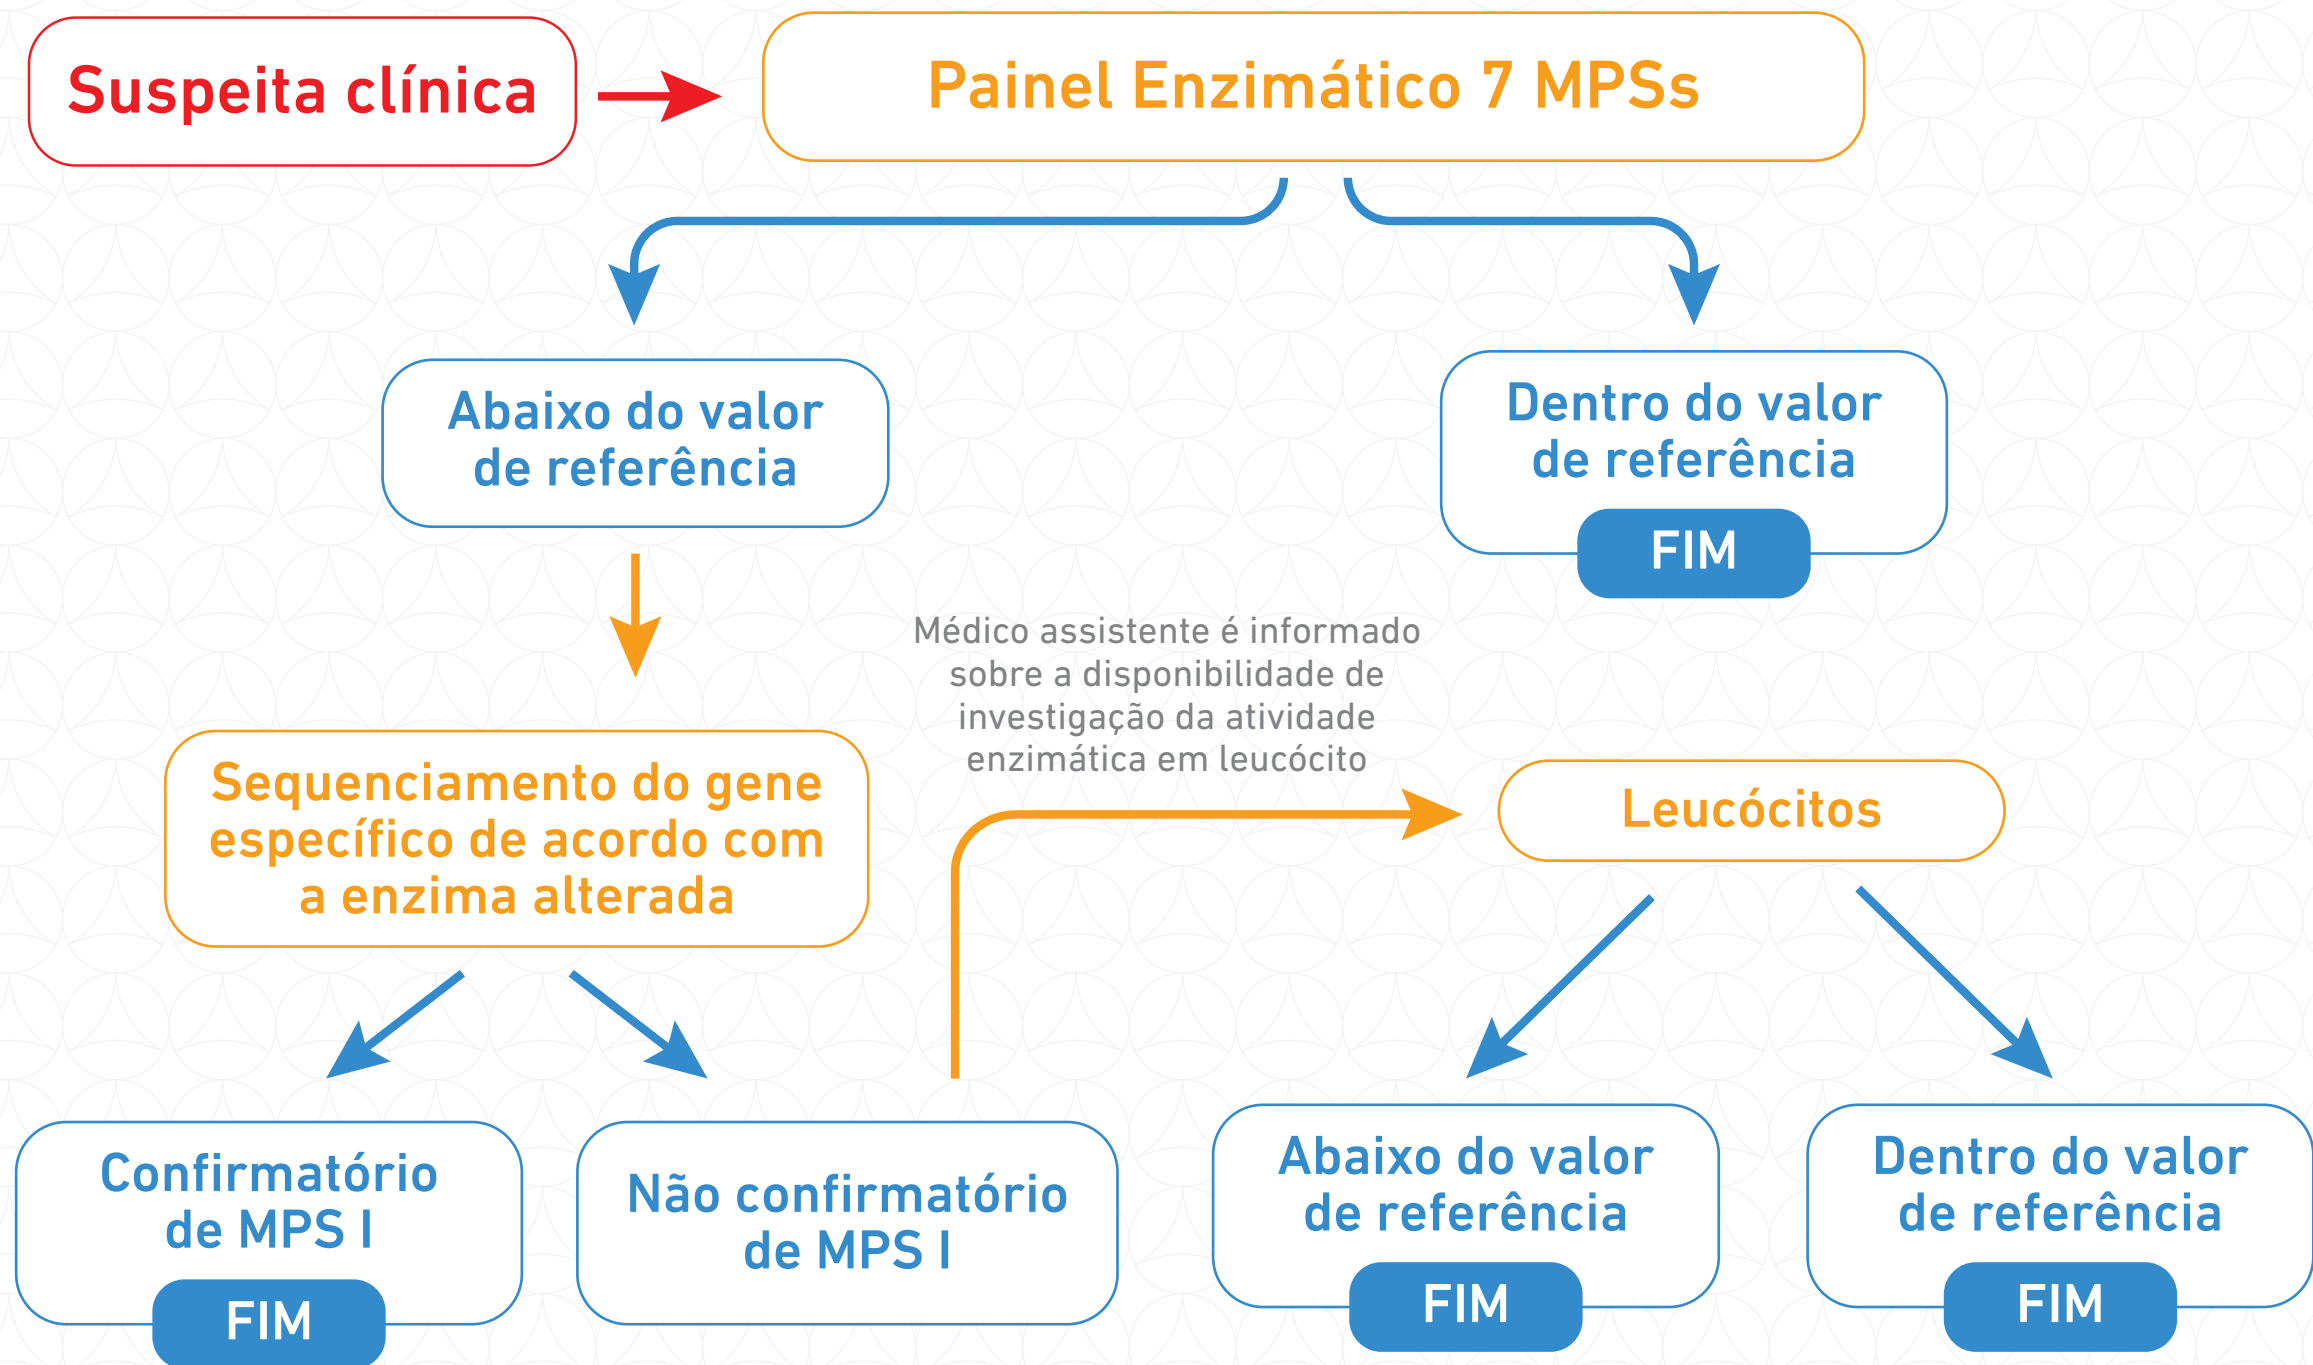 Suspeita clínica
Painel Enzimático 7 MPSs
Abaixo do valor
de referência
Dentro do valor
de referência
FIM
Médico assistente é informado
sobre a disponibilidade de
investigação da atividade
enzimática em leucócito
Sequenciamento do gene
específico de acordo com
a enzima alterada
Leucócitos
Confirmatório
de MPS I
FIM
Não confirmatório
de MPS I
Abaixo do valor
de referência
FIM
Dentro do valor
de referência
FIM